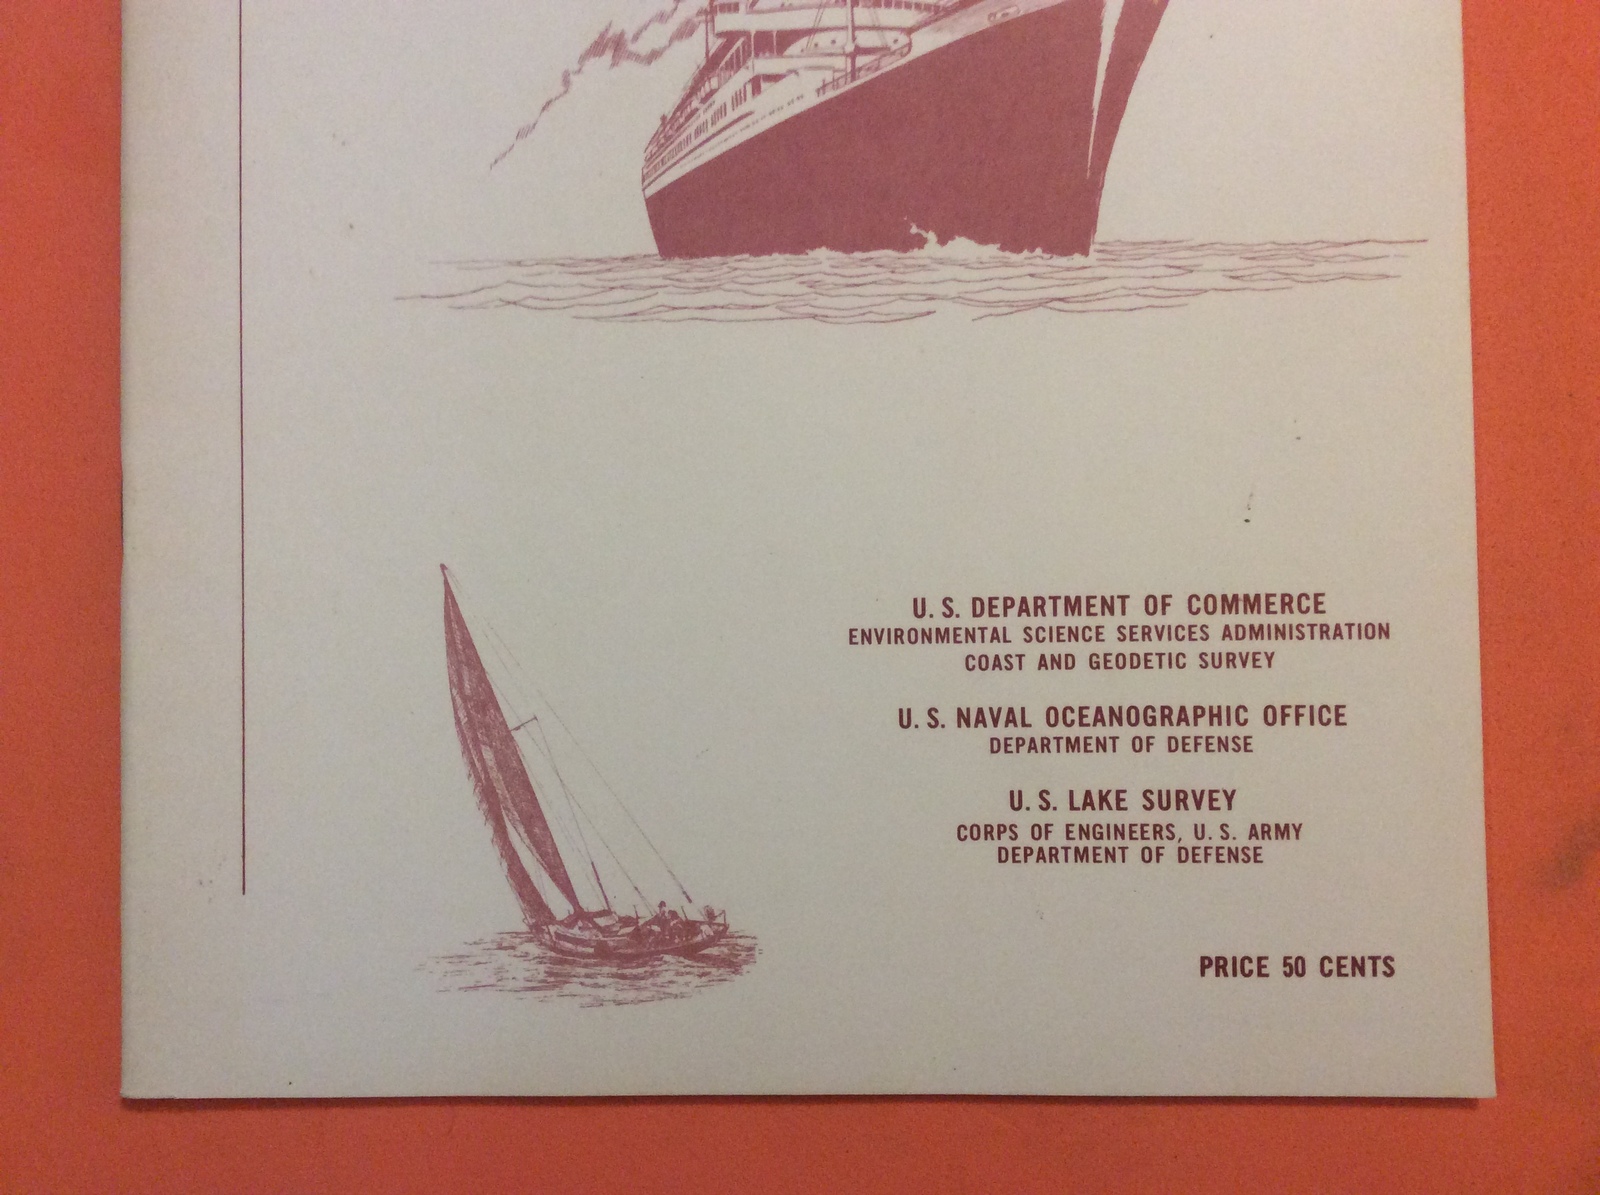 U. S. DEPARTMENT OF COMMERCE
ENVIRONMENTAL SCIENCE SERVICES ADMINISTRATION
COAST AND GEODETIC SURVEY
U. S. NAVAL OCEANOGRAPHIC OFFICE
DEPARTMENT OF DEFENSE
U. S. LAKE SURVEY
CORPS OF ENGINEERS, U. S. ARMY
DEPARTMENT OF DEFENSE
PRICE 50 CENTS